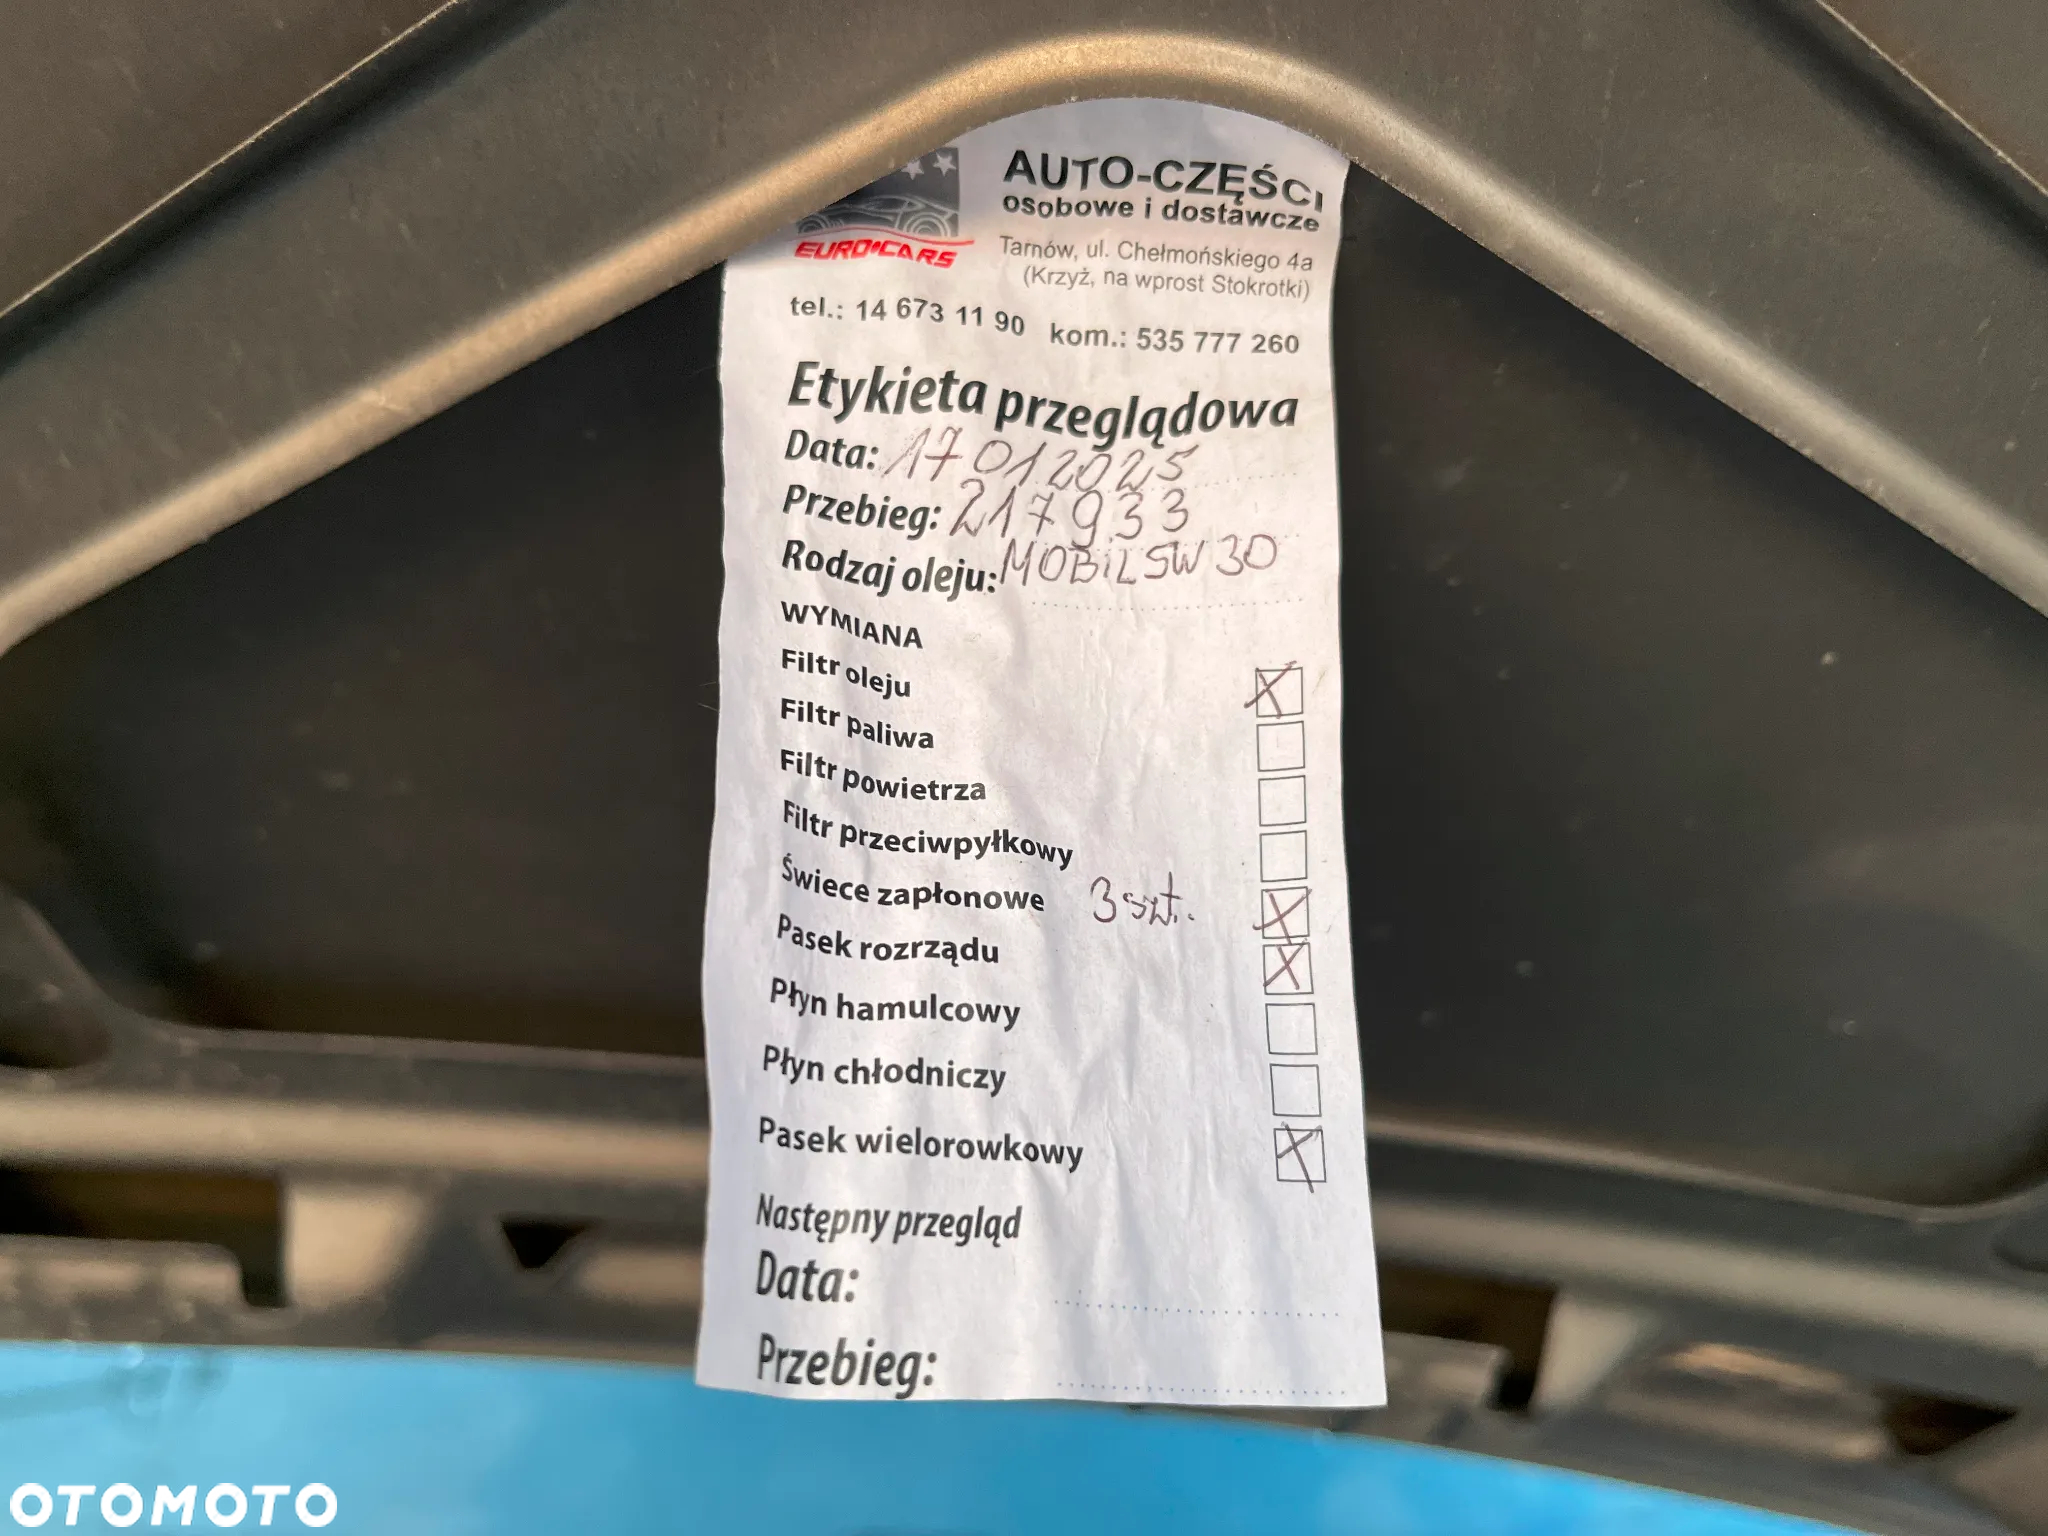 AUTO-CZĘŚCI
osobowe i dostawcze
EURO CARS
Tarnów, ul. Chełmońskiego 4a
(Krzyż, na wprost Stokrotki)
tel.: 14 673 11 90 kom.: 535 777 260
Etykieta przeglądowa
Data: 17 01 2025
Przebieg: 217933
Rodzaj oleju: MOBIL 5W 30
WYMIANA
Filtr oleju X
Filtr paliwa
Filtr powietrza
Filtr przeciwpyłkowy
Świece zapłonowe 3 szt. X
Pasek rozrządu X
Płyn hamulcowy
Płyn chłodniczy
Pasek wielorowkowy X
Następny przegląd
Data:
Przebieg:
OTOMOTO